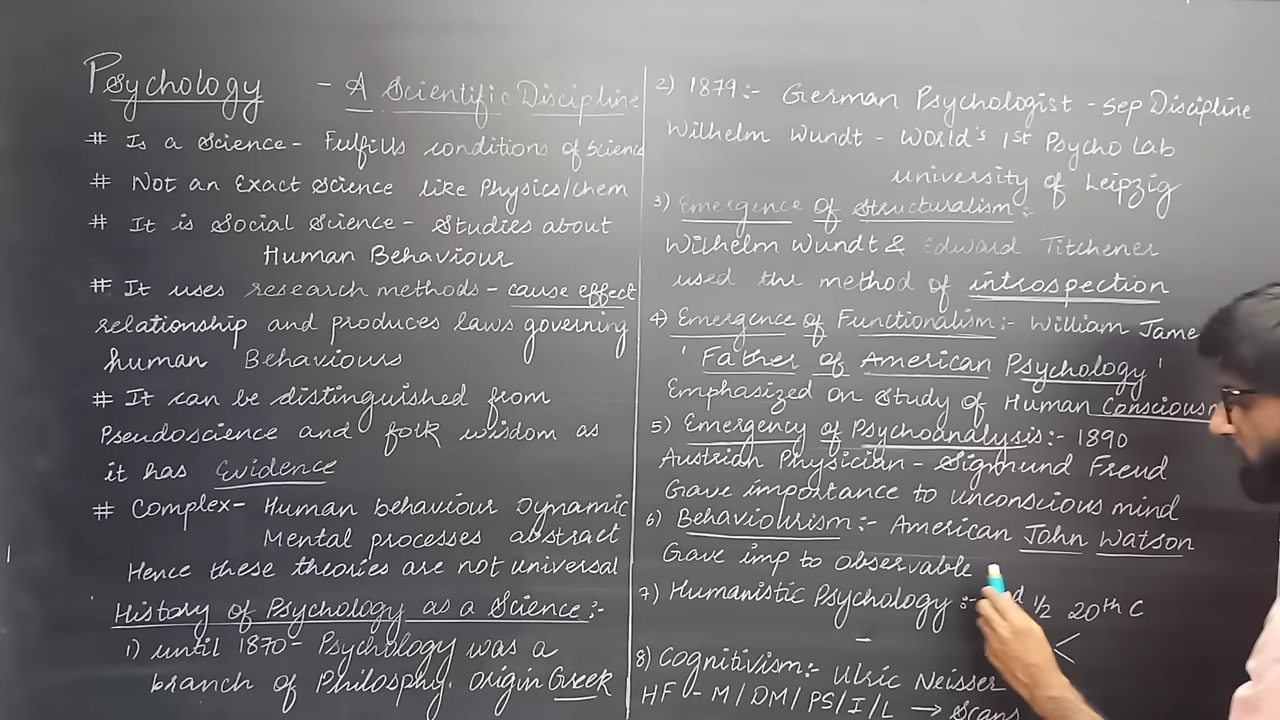 Psychology - A Scientific Discipline
# Is a Science - Fulfills conditions of Science
# Not an Exact Science like Physics/chem
# It is Social Science - Studies about
Human Behaviour
# It uses research methods - cause effect
relationship and produces laws governing
human Behaviours
# It can be distinguished from
Pseudoscience and folk wisdom as
it has Evidence
# Complex - Human behaviour Dynamic
Mental processes abstract
Hence these theories are not universal
History of Psychology as a Science :-
1) until 1870 - Psychology was a
branch of Philosphy. origin Greek
2) 1879 :- German Psychologist - Sep Discipline
Wilhelm Wundt - World's 1st Psycho Lab
university of Leipzig
3) Emergence of Structuralism :-
Wilhelm Wundt & Edward Titchener
used the method of introspection
4) Emergence of Functionalism :- William Jame
'Father of American Psychology'
Emphasized on Study of Human Conscious
5) Emergency of Psychoanalysis :- 1890
Austrian Physician - Sigmund Freud
Gave importance to unconscious mind
6) Behaviourism :- American John Watson
Gave imp to observable
7) Humanistic Psychology :- 1/2 20th C
- <
8) Cognitivism :- Ulric Neisser
HF - M/DM/PS/I/L → Scans